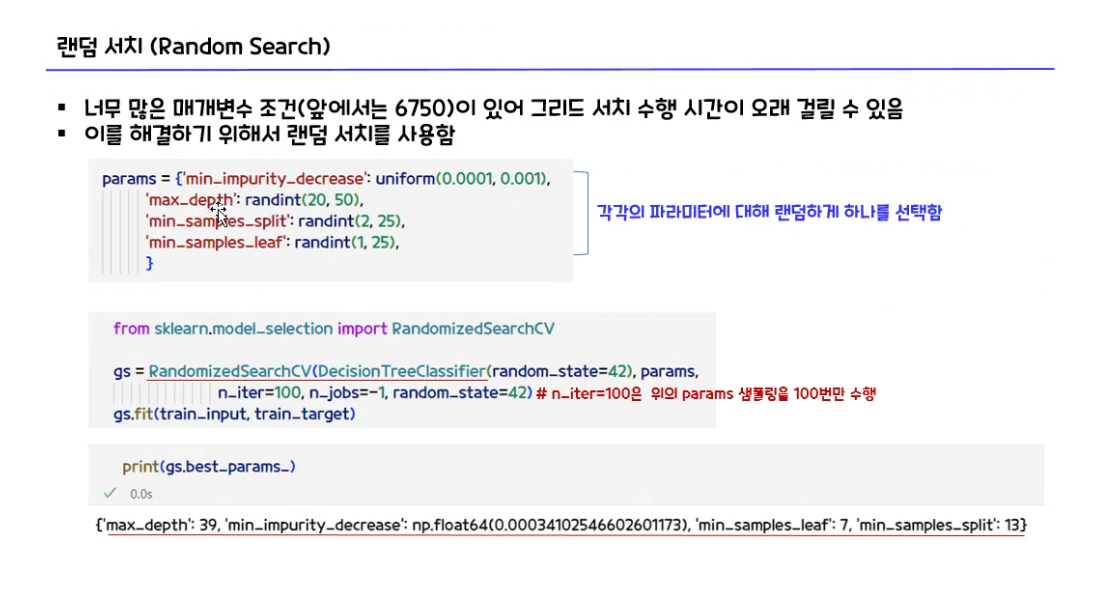 랜덤 서치 (Random Search)
▪ 너무 많은 매개변수 조건(앞에서는 6750)이 있어 그리드 서치 수행 시간이 오래 걸릴 수 있음
▪ 이를 해결하기 위해서 랜덤 서치를 사용함
params = {'min_impurity_decrease': uniform(0.0001, 0.001),
'max_depth': randint(20, 50),
'min_samples_split': randint(2, 25),
'min_samples_leaf': randint(1, 25),
}
각각의 파라미터에 대해 랜덤하게 하나를 선택함
from sklearn.model_selection import RandomizedSearchCV
gs = RandomizedSearchCV(DecisionTreeClassifier(random_state=42), params,
n_iter=100, n_jobs=-1, random_state=42) # n_iter=100은 위의 params 샘플링을 100번만 수행
gs.fit(train_input, train_target)
print(gs.best_params_)
✓ 0.0s
{'max_depth': 39, 'min_impurity_decrease': np.float64(0.00034102546602601173), 'min_samples_leaf': 7, 'min_samples_split': 13}